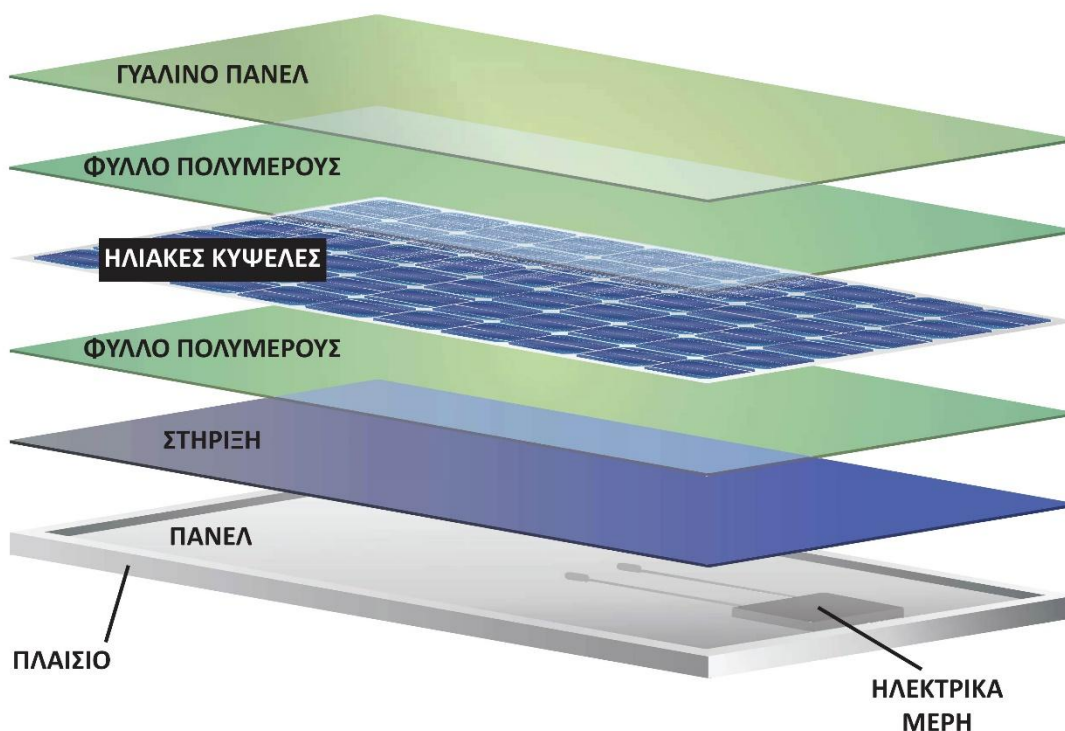 ΓΥΑΛΙΝΟ ΠΑΝΕΛ
ΦΥΛΛΟ ΠΟΛΥΜΕΡΟΥΣ
ΗΛΙΑΚΕΣ ΚΥΨΕΛΕΣ
ΦΥΛΛΟ ΠΟΛΥΜΕΡΟΥΣ
ΣΤΗΡΙΞΗ
ΠΑΝΕΛ
ΠΛΑΙΣΙΟ
ΗΛΕΚΤΡΙΚΑ
ΜΕΡΗ